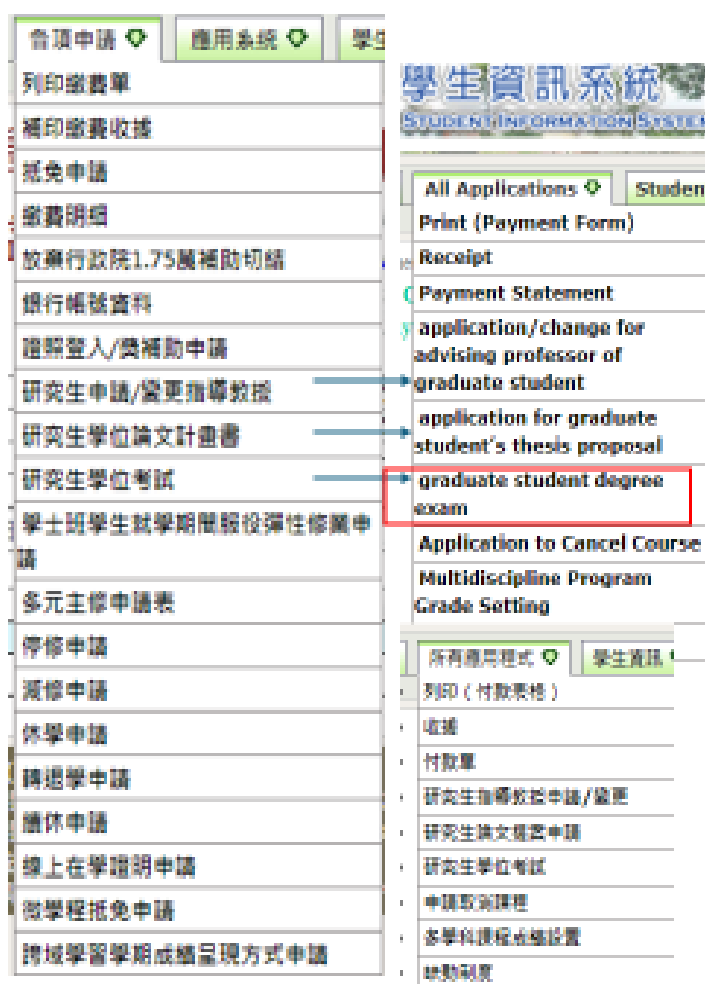 各項申請
應用系統
學生
列印繳費單
補印繳費收據
抵免申請
繳費明細
放棄行政院1.75萬補助切結
銀行帳號資料
證照登入/獎補助申請
研究生申請/變更指導教授
研究生學位論文計畫書
研究生學位考試
學士班學生就學期間服役彈性修業申
請
多元主修申請表
停修申請
減修申請
休學申請
轉退學申請
續休申請
線上在學證明申請
微學程抵免申請
跨域學習學期成績呈現方式申請
學生資訊系統
STUDENT INFORMATION SYSTEM
All Applications
Studen
Print (Payment Form)
Receipt
Payment Statement
application/change for
advising professor of
graduate student
application for graduate
student's thesis proposal
graduate student degree
exam
Application to Cancel Course
Multidiscipline Program
Grade Setting
所有應用程式
學生資訊
列印（付款表格）
收據
付款單
研究生指導教授申請/變更
研究生論文提案申請
研究生學位考試
申請取消課程
多學科課程成績設置